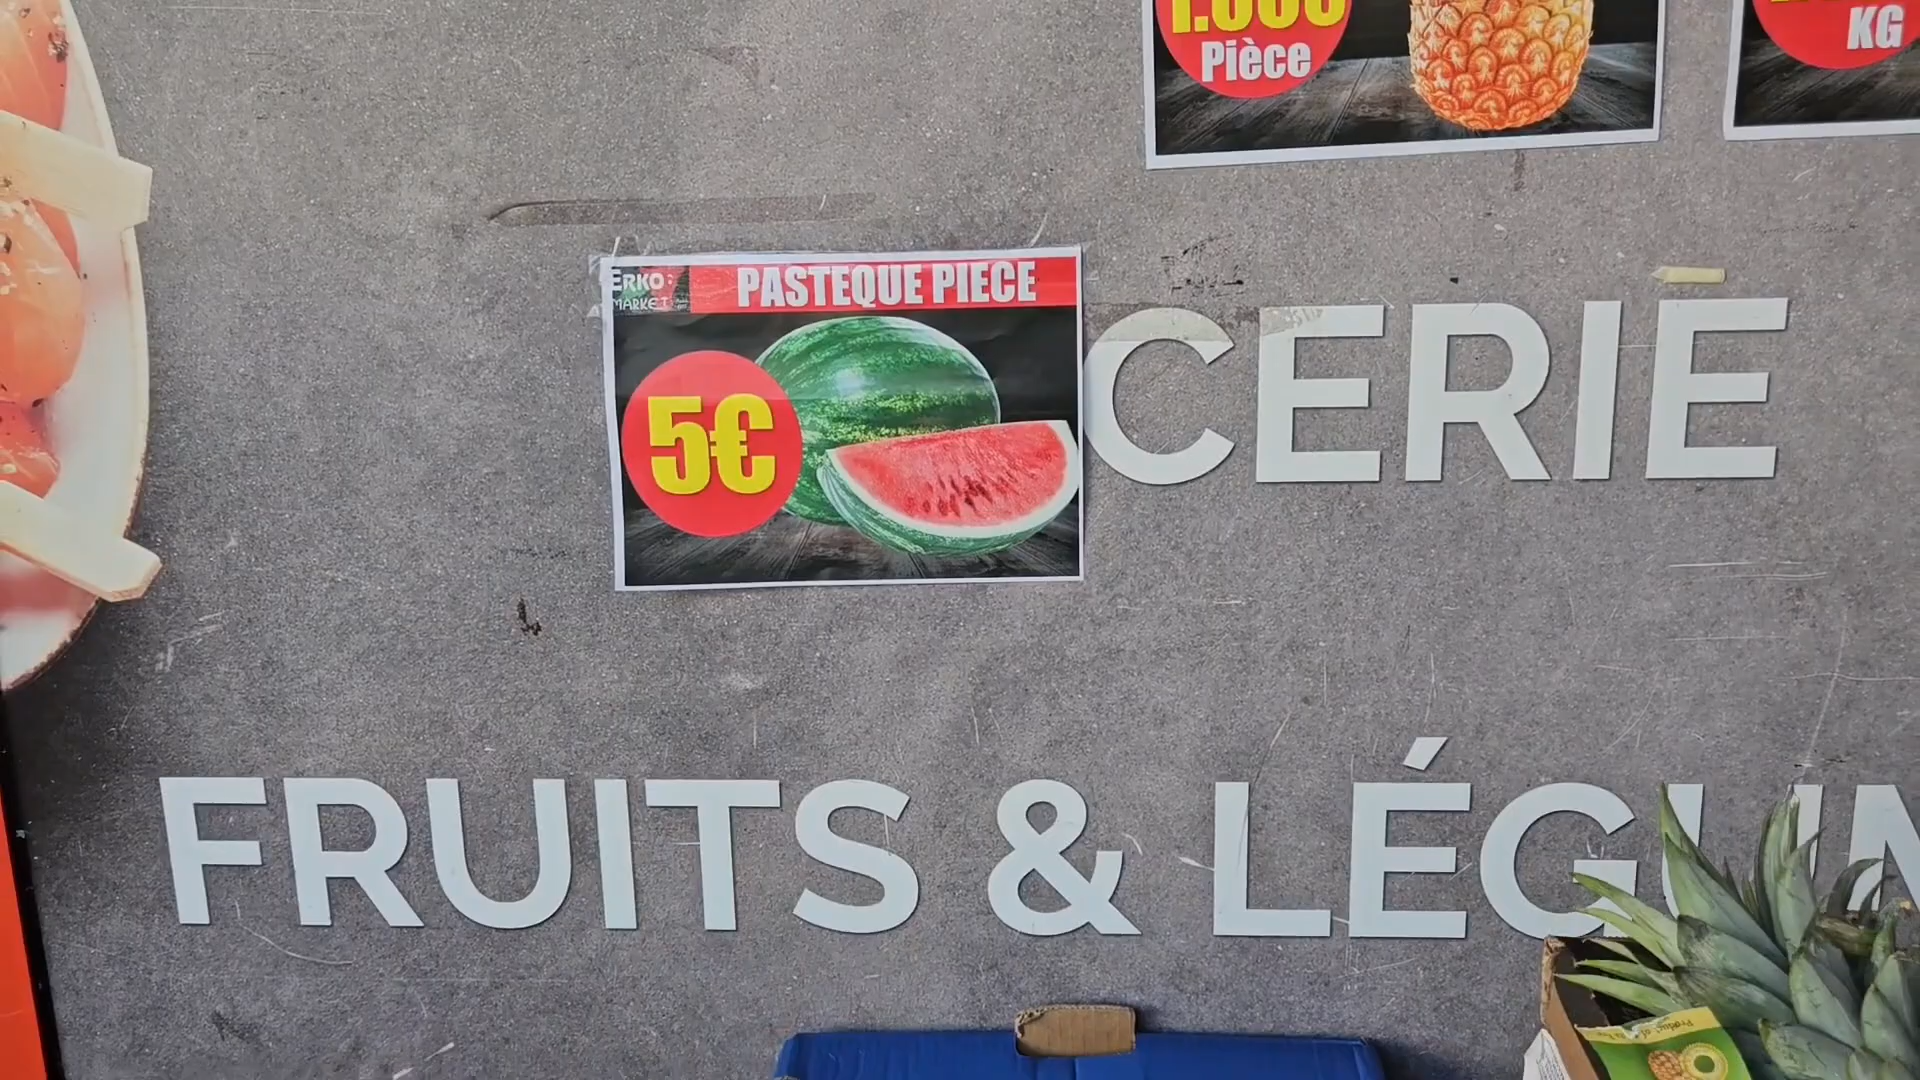 Pièce
KG
ERKO
MARKET
PASTEQUE PIECE
5€
CERIE
FRUITS & LÉGUM